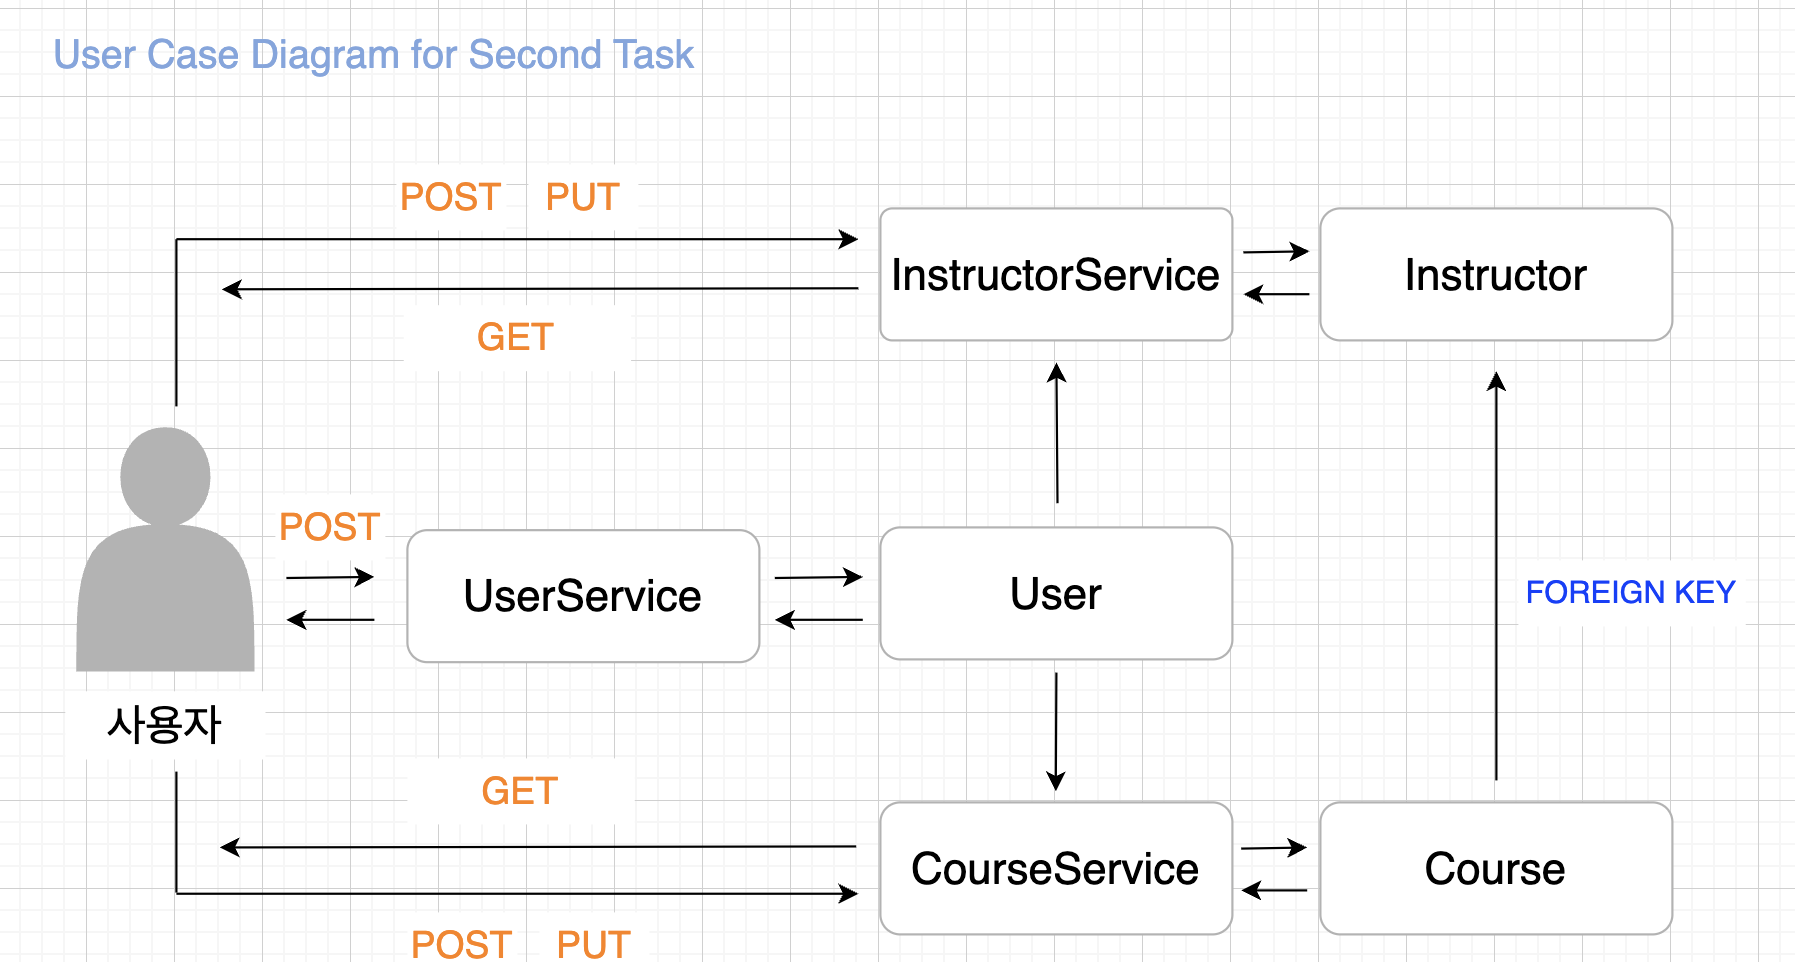 User Case Diagram for Second Task
POST PUT
InstructorService
Instructor
GET
POST
UserService
User
FOREIGN KEY
사용자
GET
CourseService
Course
POST PUT